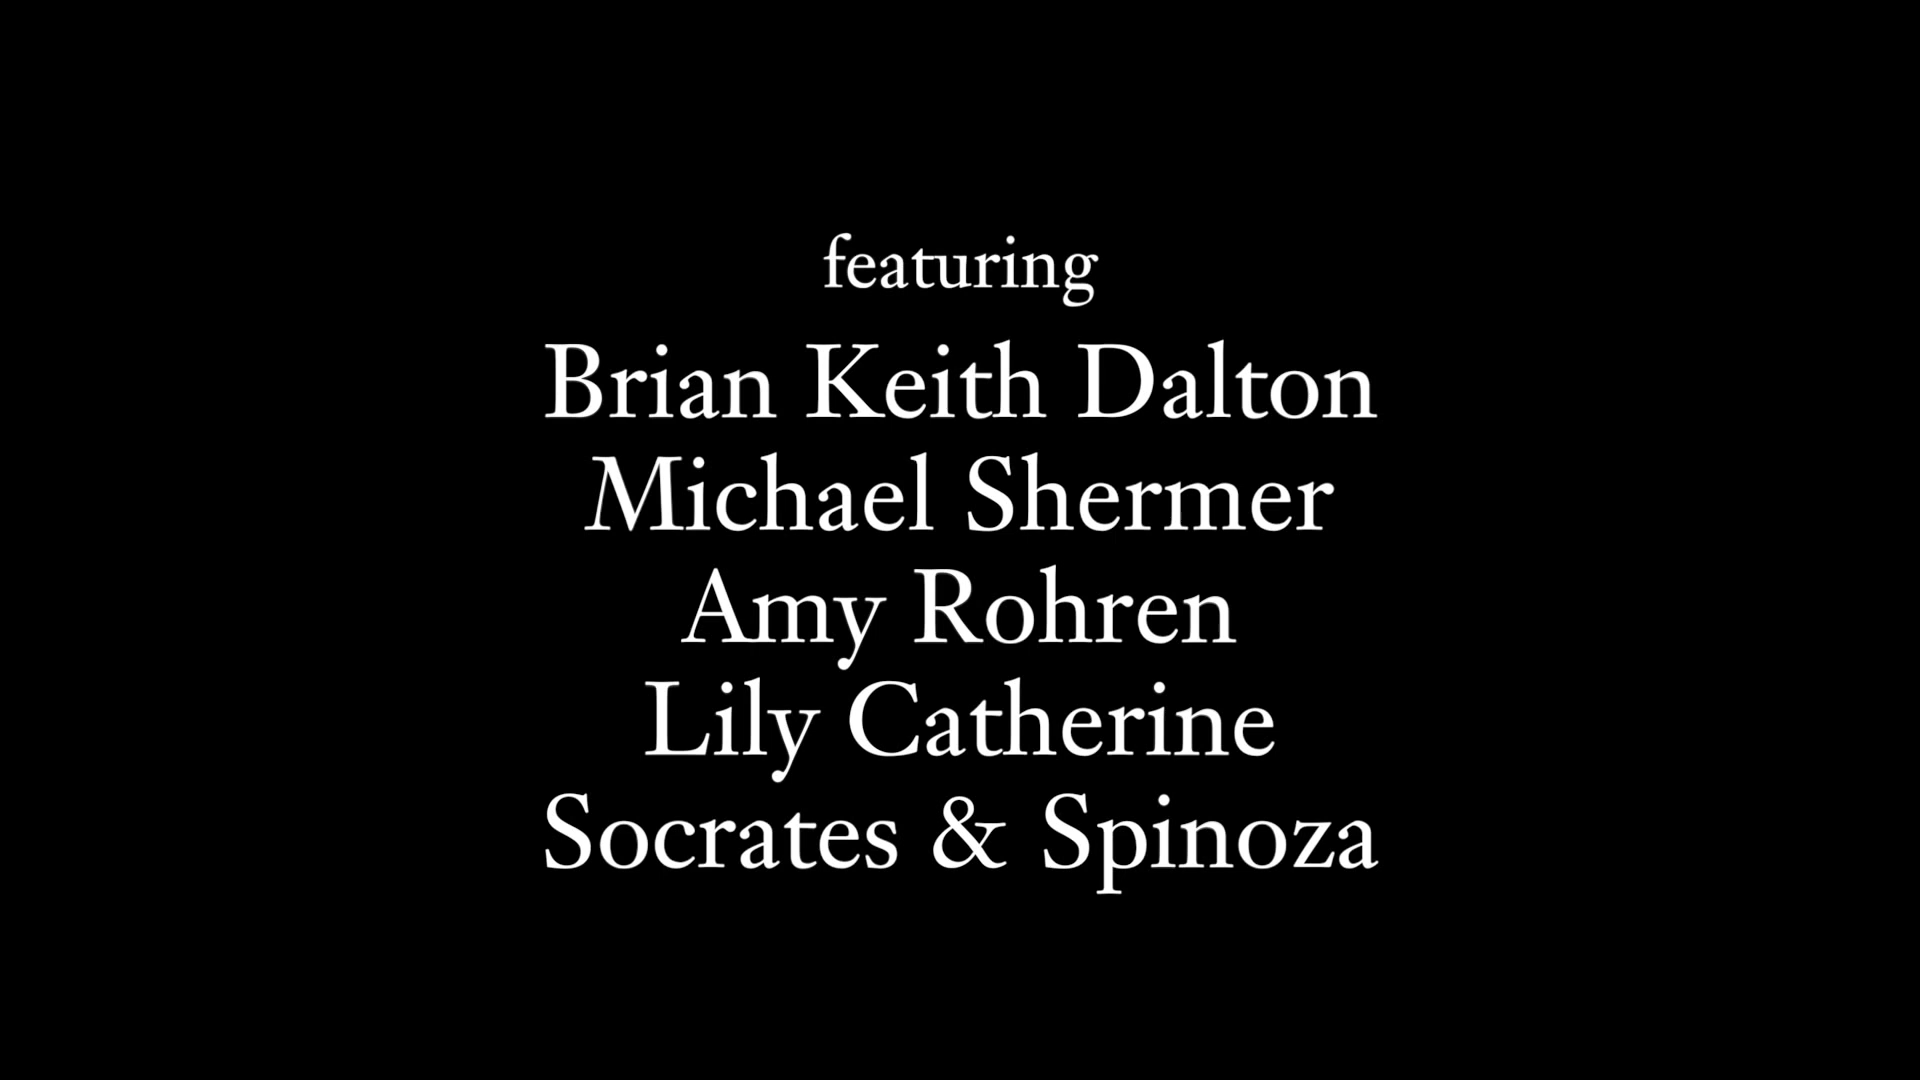 featuring
Brian Keith Dalton
Michael Shermer
Amy Rohren
Lily Catherine
Socrates & Spinoza